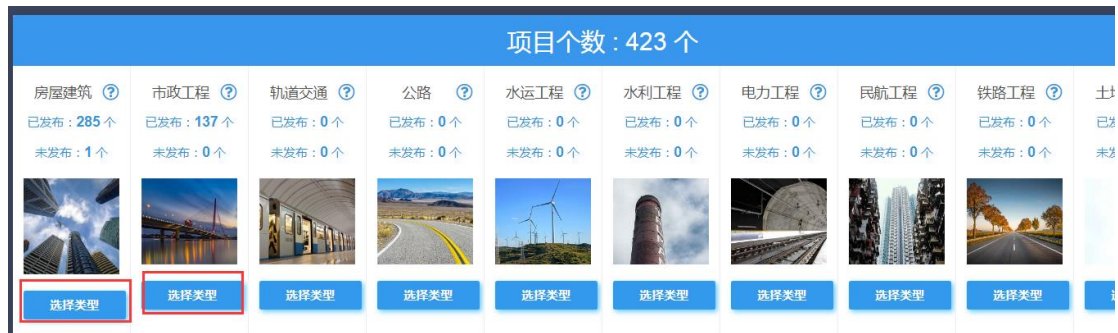 项目个数 : 423 个
房屋建筑 ? 市政工程 ? 轨道交通 ? 公路 ? 水运工程 ? 水利工程 ? 电力工程 ? 民航工程 ? 铁路工程 ?
已发布 : 285 个 已发布 : 137 个 已发布 : 0 个 已发布 : 0 个 已发布 : 0 个 已发布 : 0 个 已发布 : 0 个 已发布 : 0 个 已发布 : 0 个
未发布 : 1 个 未发布 : 0 个 未发布 : 0 个 未发布 : 0 个 未发布 : 0 个 未发布 : 0 个 未发布 : 0 个 未发布 : 0 个 未发布 : 0 个
选择类型 选择类型 选择类型 选择类型 选择类型 选择类型 选择类型 选择类型 选择类型